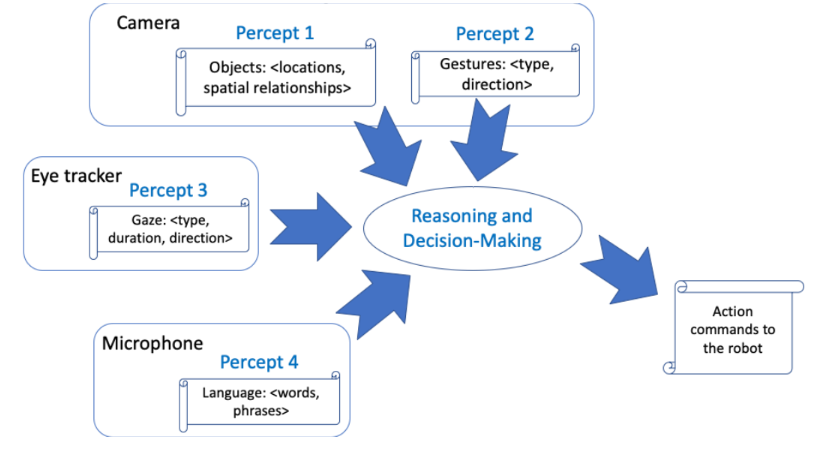 Camera
Percept 1
Objects: <locations,
spatial relationships>
Percept 2
Gestures: <type,
direction>
Eye tracker
Percept 3
Gaze: <type,
duration, direction>
Reasoning and
Decision-Making
Microphone
Percept 4
Language: <words,
phrases>
Action
commands to
the robot